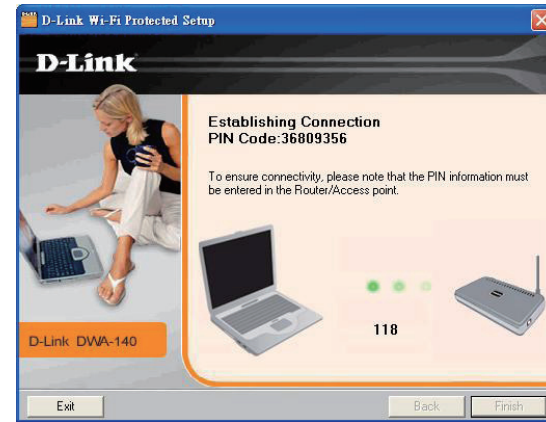 D-Link Wi-Fi Protected Setup
D-Link
Establishing Connection
PIN Code:36809356
To ensure connectivity, please note that the PIN information must
be entered in the Router/Access point.
118
D-Link DWA-140
Exit
Back
Finish